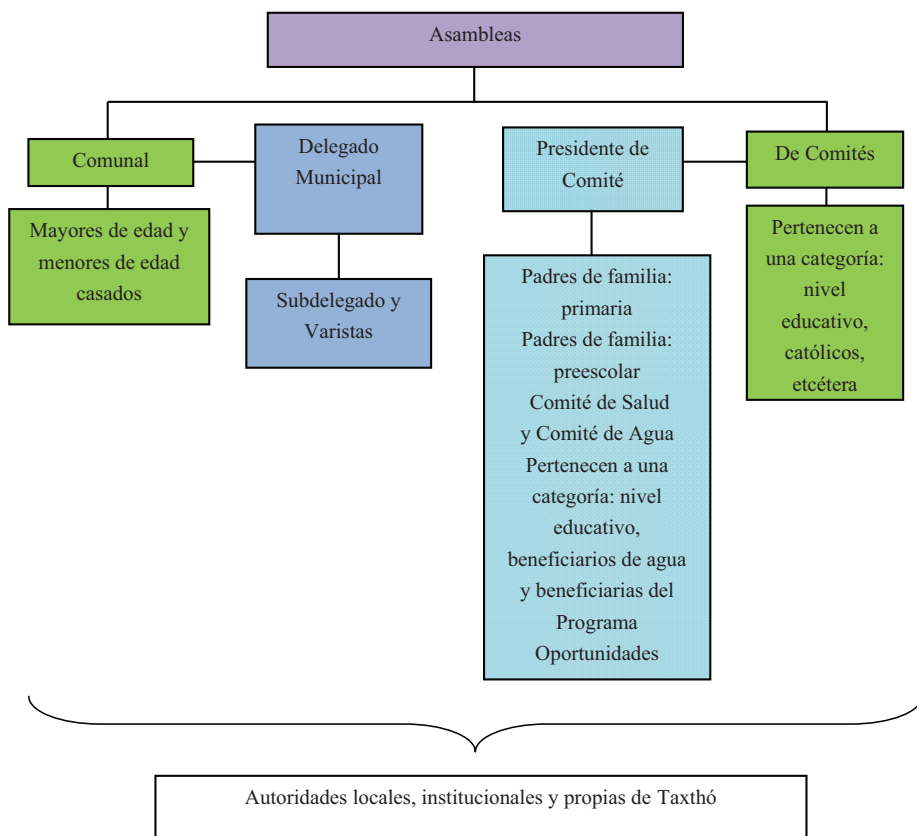 Asambleas
Comunal
Delegado
Municipal
Presidente de
Comité
De Comités
Mayores de edad y
menores de edad
casados
Subdelegado y
Varistas
Padres de familia:
primaria
Padres de familia:
preescolar
Comité de Salud
y Comité de Agua
Pertenecen a una
categoría: nivel
educativo,
beneficiarios de agua
y beneficiarias del
Programa
Oportunidades
Pertenecen a
una categoría:
nivel
educativo,
católicos,
etcétera
Autoridades locales, institucionales y propias de Taxthó